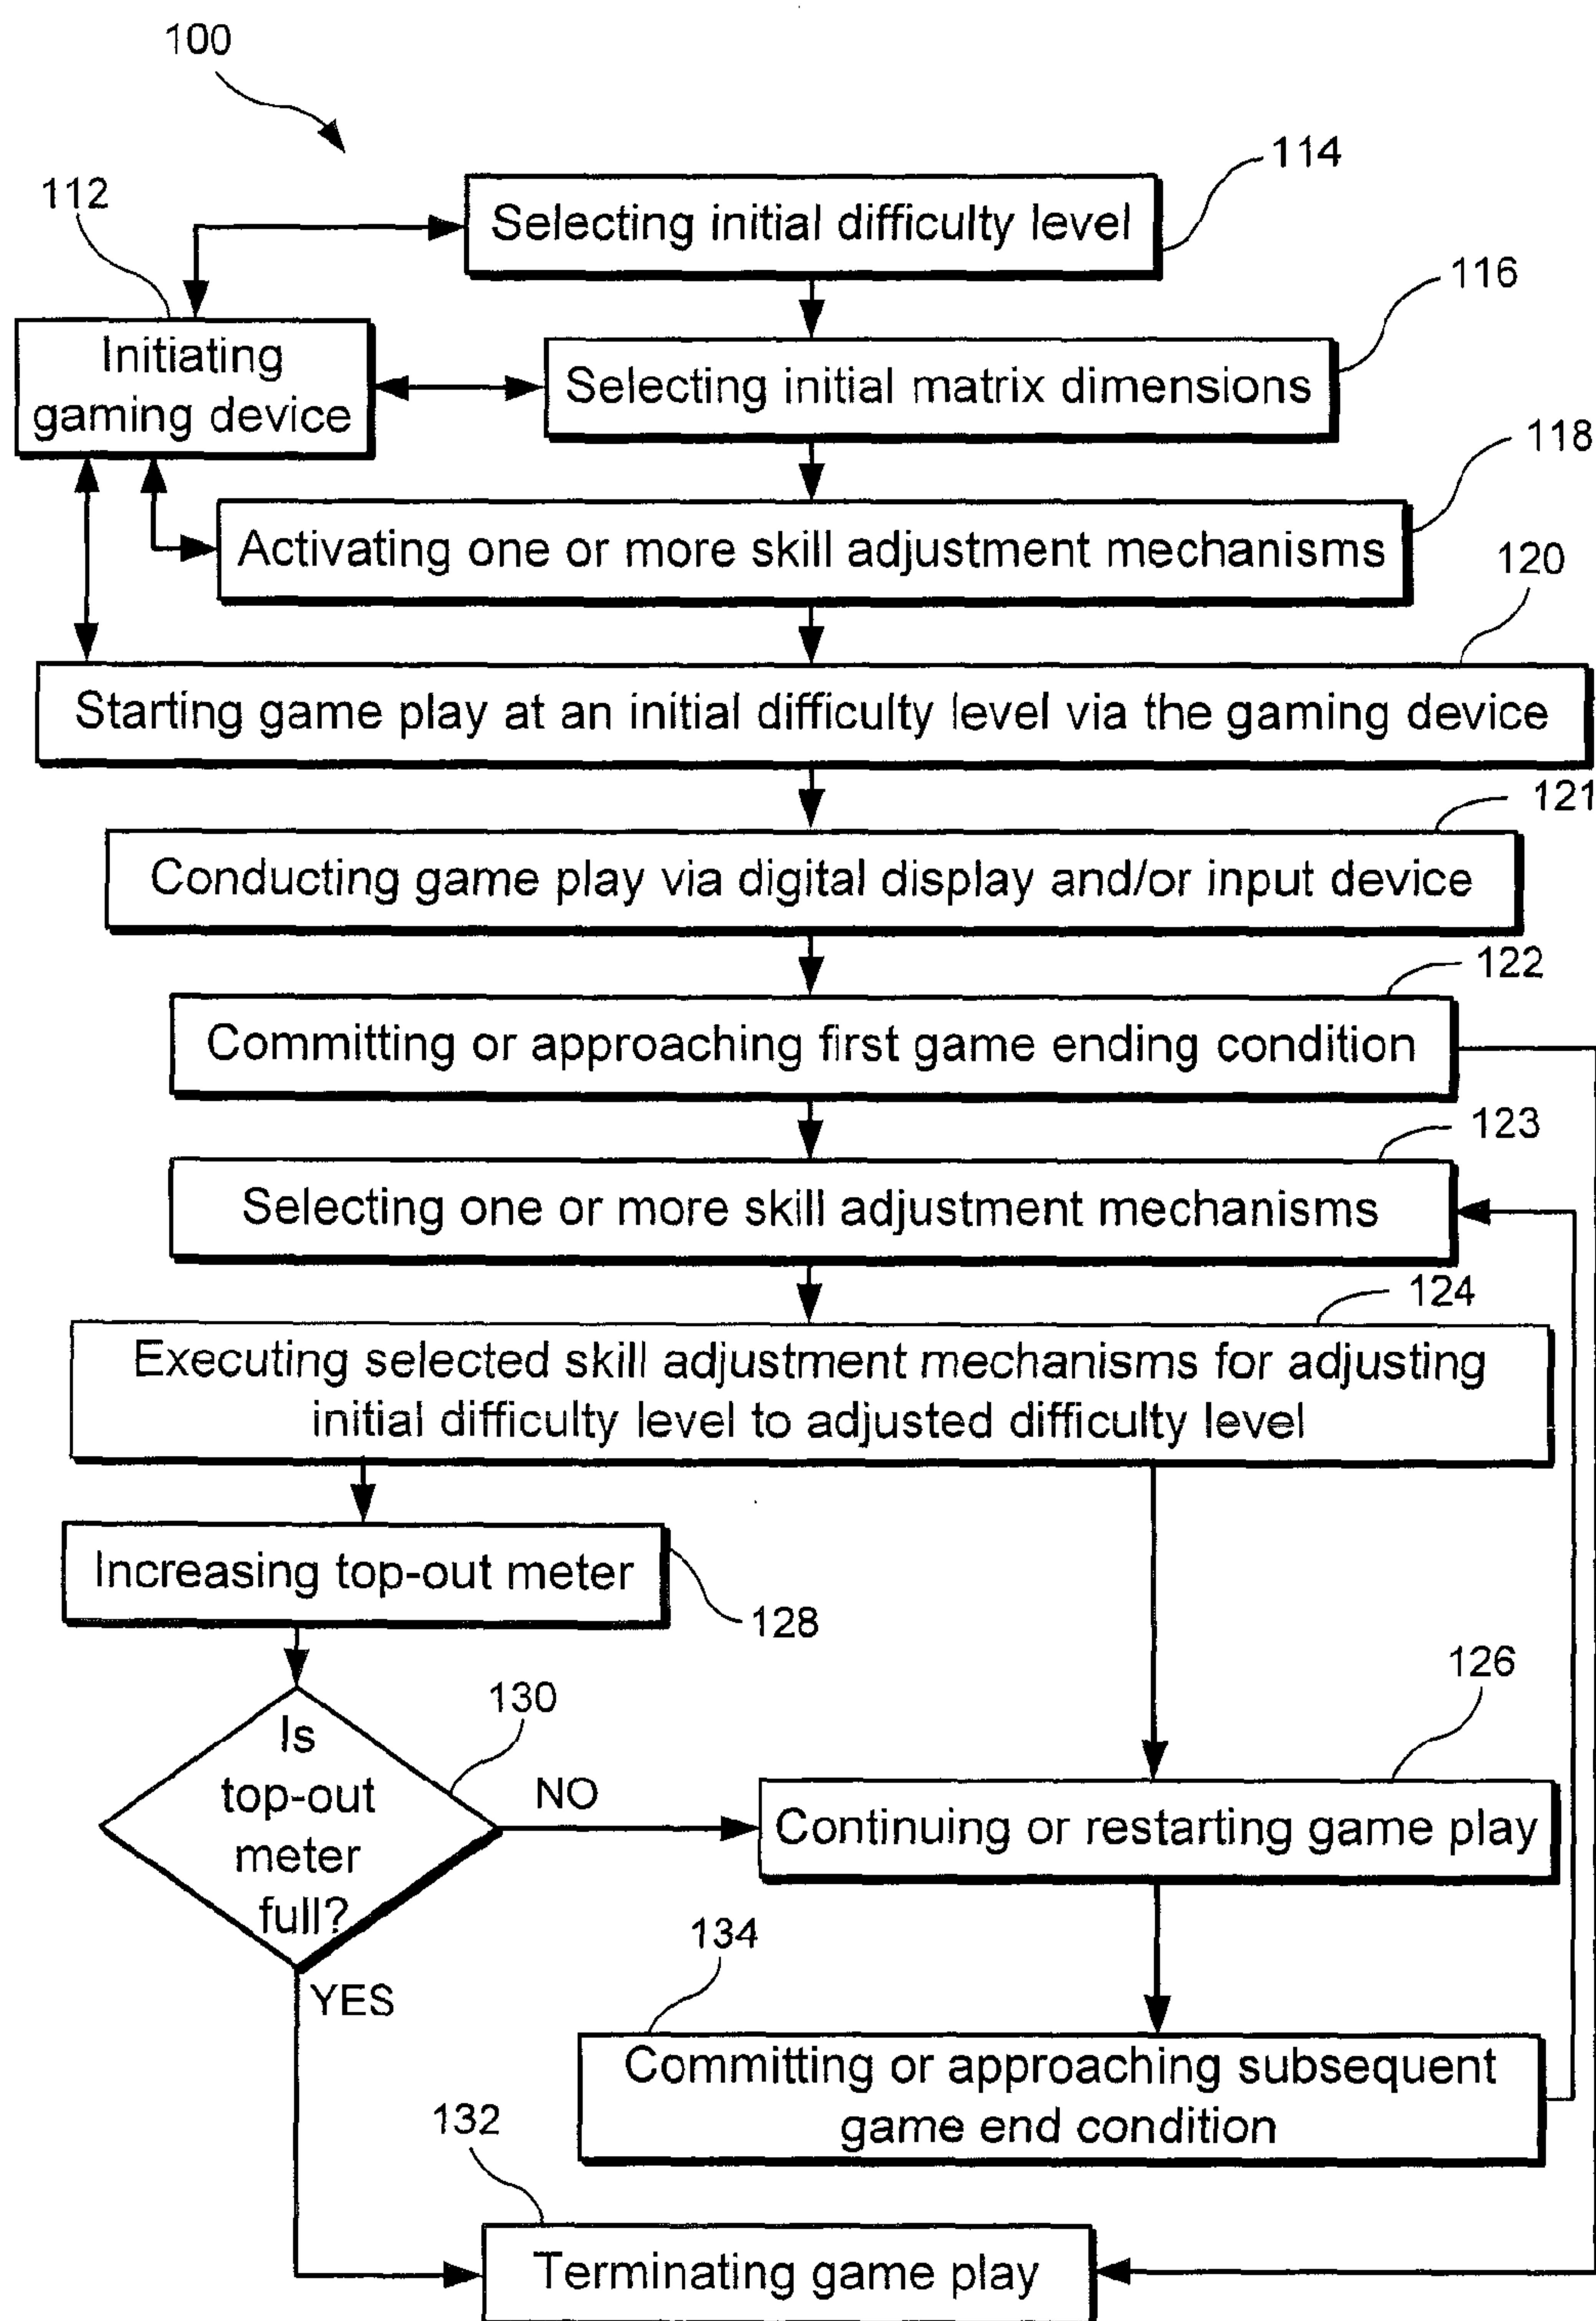 100
114
Selecting initial difficulty level
112
116
Initiating
gaming device
Selecting initial matrix dimensions
118
Activating one or more skill adjustment mechanisms
120
Starting game play at an initial difficulty level via the gaming device
121
Conducting game play via digital display and/or input device
122
Committing or approaching first game ending condition
123
Selecting one or more skill adjustment mechanisms
124
Executing selected skill adjustment mechanisms for adjusting
initial difficulty level to adjusted difficulty level
Increasing top-out meter
128
130
126
Is
top-out
meter
full?
NO
Continuing or restarting game play
YES
134
Committing or approaching subsequent
game end condition
132
Terminating game play